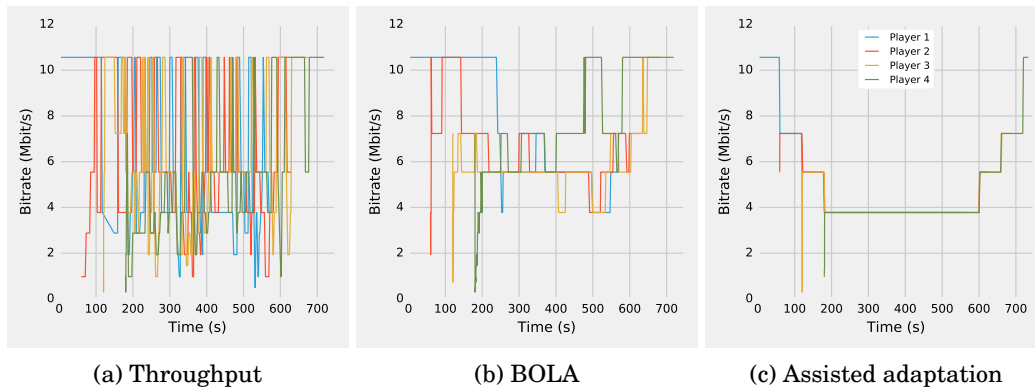 12
10
8
6
4
2
0
Bitrate (Mbit/s)
0 100 200 300 400 500 600 700
Time (s)
(a) Throughput
12
10
8
6
4
2
0
Bitrate (Mbit/s)
0 100 200 300 400 500 600 700
Time (s)
(b) BOLA
12
10
8
6
4
2
0
Bitrate (Mbit/s)
Player 1
Player 2
Player 3
Player 4
0 100 200 300 400 500 600 700
Time (s)
(c) Assisted adaptation